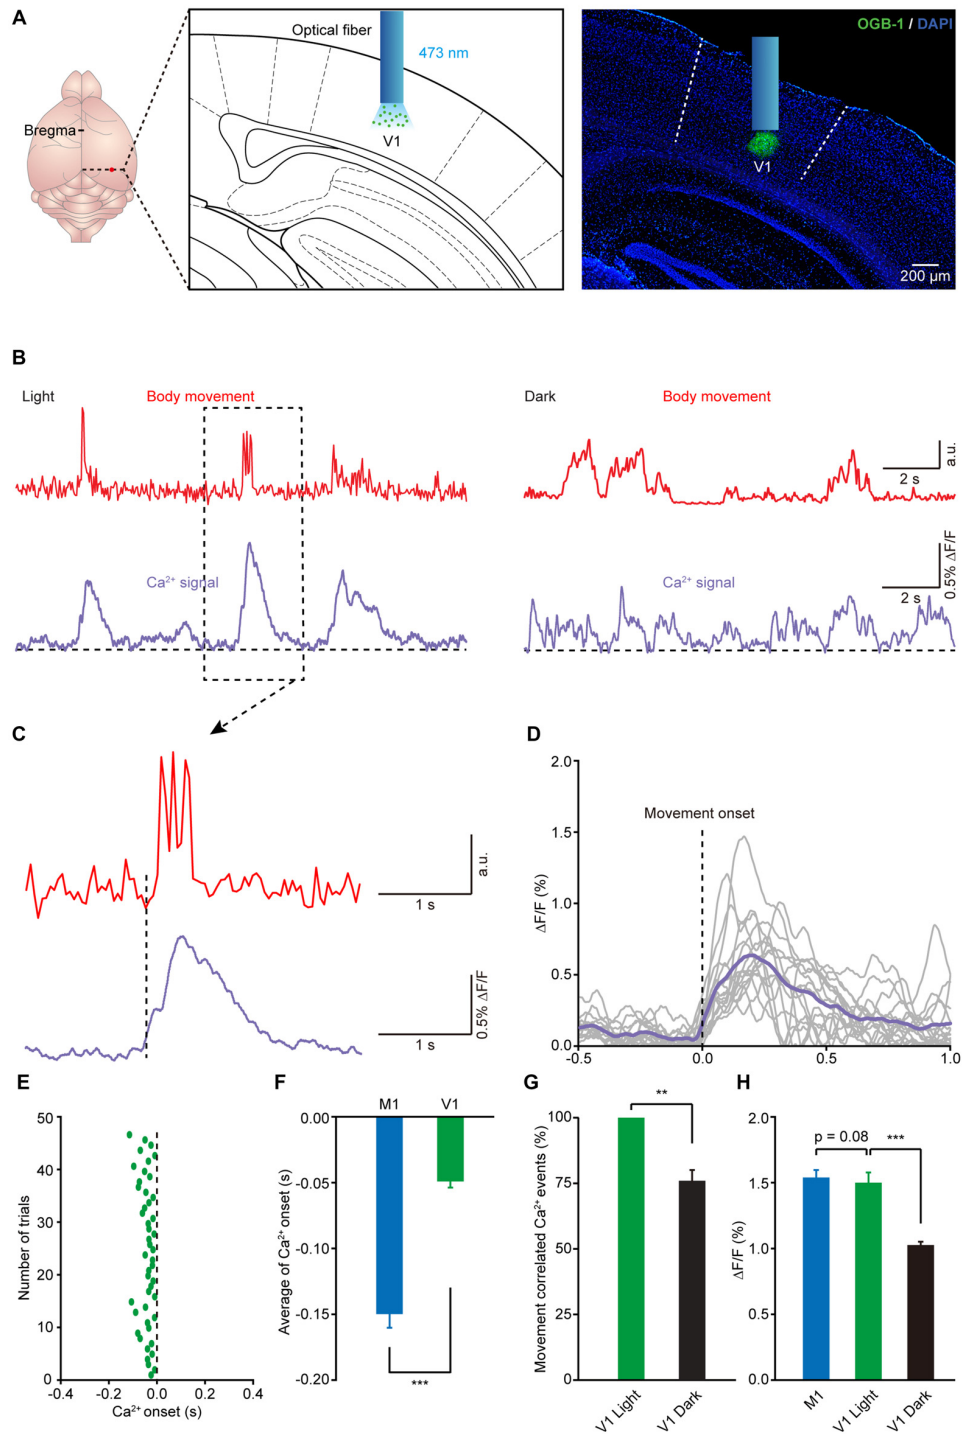 A
Optical fiber
473 nm
V1
Bregma
OGB-1 / DAPI
V1
200 µm
B
Light
Body movement
Dark
Body movement
a.u.
2 s
Ca²⁺ signal
Ca²⁺ signal
0.5% ΔF/F
2 s
C
a.u.
1 s
0.5% ΔF/F
1 s
D
Movement onset
ΔF/F (%)
2.0
1.5
1.0
0.5
0.0
-0.5
0.0
0.5
1.0
E
Number of trials
50
40
30
20
10
0
-0.4
-0.2
0.0
0.2
0.4
Ca²⁺ onset (s)
F
M1
V1
Average of Ca²⁺ onset (s)
0.00
-0.05
-0.10
-0.15
-0.20
***
G
Movement correlated Ca²⁺ events (%)
100
75
50
25
0
**
V1 Light
V1 Dark
H
ΔF/F (%)
2.0
1.5
1.0
1.5
0.0
p = 0.08
***
M1
V1 Light
V1 Dark